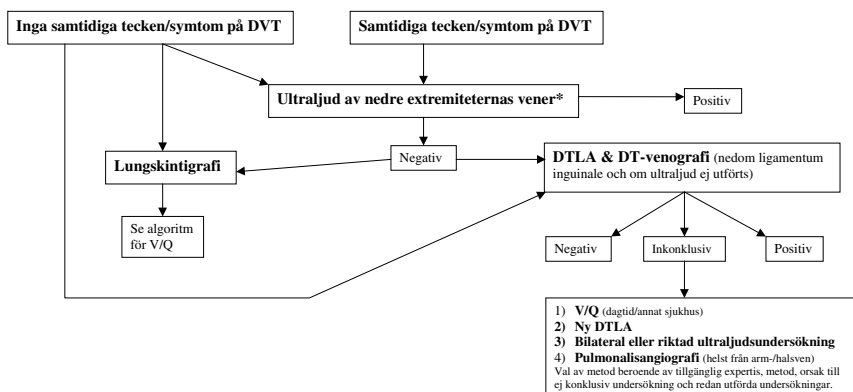 Inga samtidiga tecken/symtom på DVT
Samtidiga tecken/symtom på DVT
Ultraljud av nedre extremiteternas vener*
Positiv
Negativ
Lungskintigrafi
DTLA & DT-venografi (nedom ligamentum
inguinale och om ultraljud ej utförts)
Se algoritm
för V/Q
Negativ
Inkonklusiv
Positiv
1) V/Q (dagtid/annat sjukhus)
2) Ny DTLA
3) Bilateral eller riktad ultraljudsundersökning
4) Pulmonalisangiografi (helst från arm-/halsven)
Val av metod beroende av tillgänglig expertis, metod, orsak till
ej konklusiv undersökning och redan utförda undersökningar.